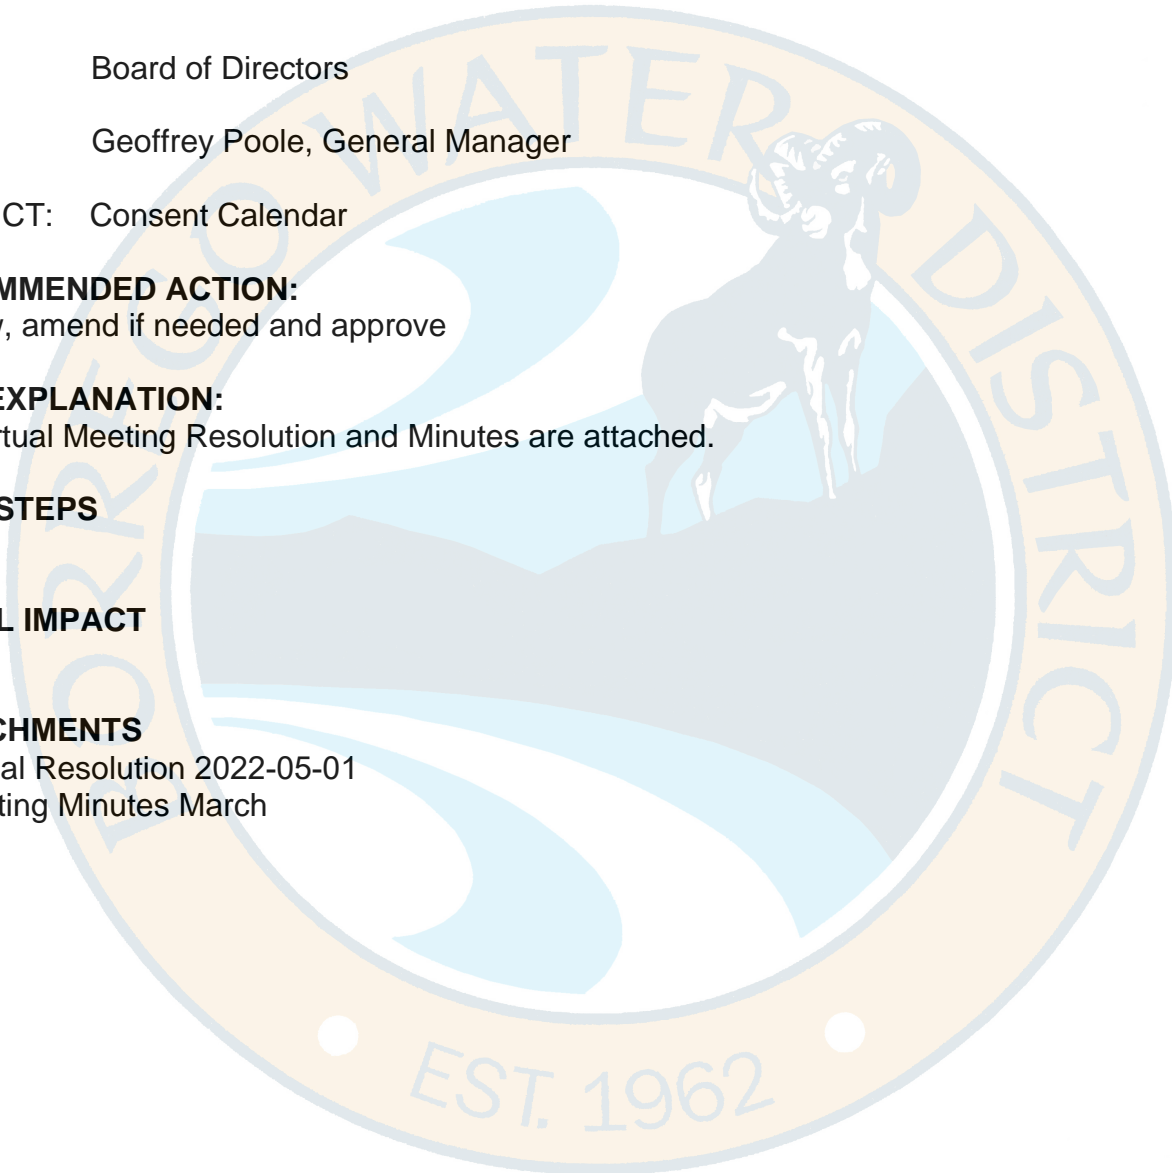 Board of Directors
Geoffrey Poole, General Manager
CT: Consent Calendar
MMENDED ACTION:
, amend if needed and approve
EXPLANATION:
rtual Meeting Resolution and Minutes are attached.
STEPS
L IMPACT
CHMENTS
al Resolution 2022-05-01
ting Minutes March
BORREGO WATER DISTRICT
EST. 1962